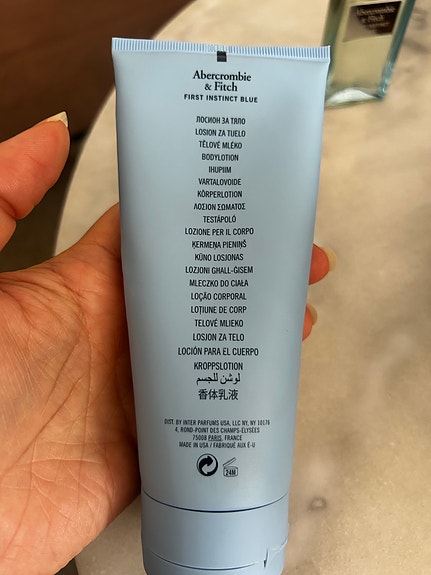 Abercrombie
& Fitch
FIRST INSTINCT BLUE
ЛОСИОН ЗА ТЯЛО
LOSION ZA TIJELO
TĚLOVÉ MLÉKO
BODYLOTION
IHUPIIM
VARTALOVOIDE
KÖRPERLOTION
ΛΟΣΙΟΝ ΣΩΜΑΤΟΣ
TESTÁPOLÓ
LOZIONE PER IL CORPO
ĶERMEŅA PIENIŅŠ
KŪNO LOSJONAS
LOZJONI GHALL-ĠISEM
MLECZKO DO CIAŁA
LOÇÃO CORPORAL
LOȚIUNE DE CORP
TELOVÉ MLIEKO
LOSJON ZA TELO
LOCIÓN PARA EL CUERPO
KROPPSLOTION
لوشن للجسم
香体乳液
DIST. BY INTER PARFUMS USA, LLC NY, NY 10176
4, ROND-POINT DES CHAMPS-ELYSÉES
75008 PARIS, FRANCE
MADE IN USA / FABRIQUÉ AUX É-U
24M
Abercrombie
& Fitch